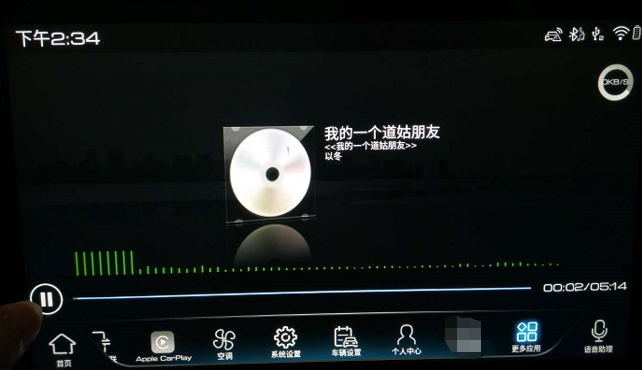 下午2:34
2
0KB/S
我的一个道姑朋友
<<我的一个道姑朋友>>
以冬
00:02/05:14
首页
联
Apple CarPlay
空调
系统设置
车辆设置
个人中心
更多应用
语音助理